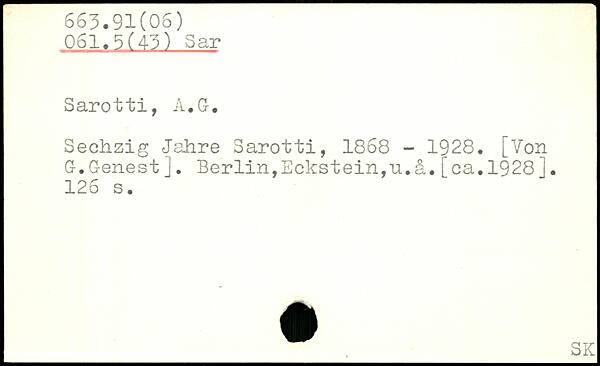 663.91(06)
061.5(43) Sar
Sarotti, A.G.
Sechzig Jahre Sarotti, 1868 - 1928. [Von
G.Genest]. Berlin,Eckstein,u.å.[ca.1928].
126 s.
SK